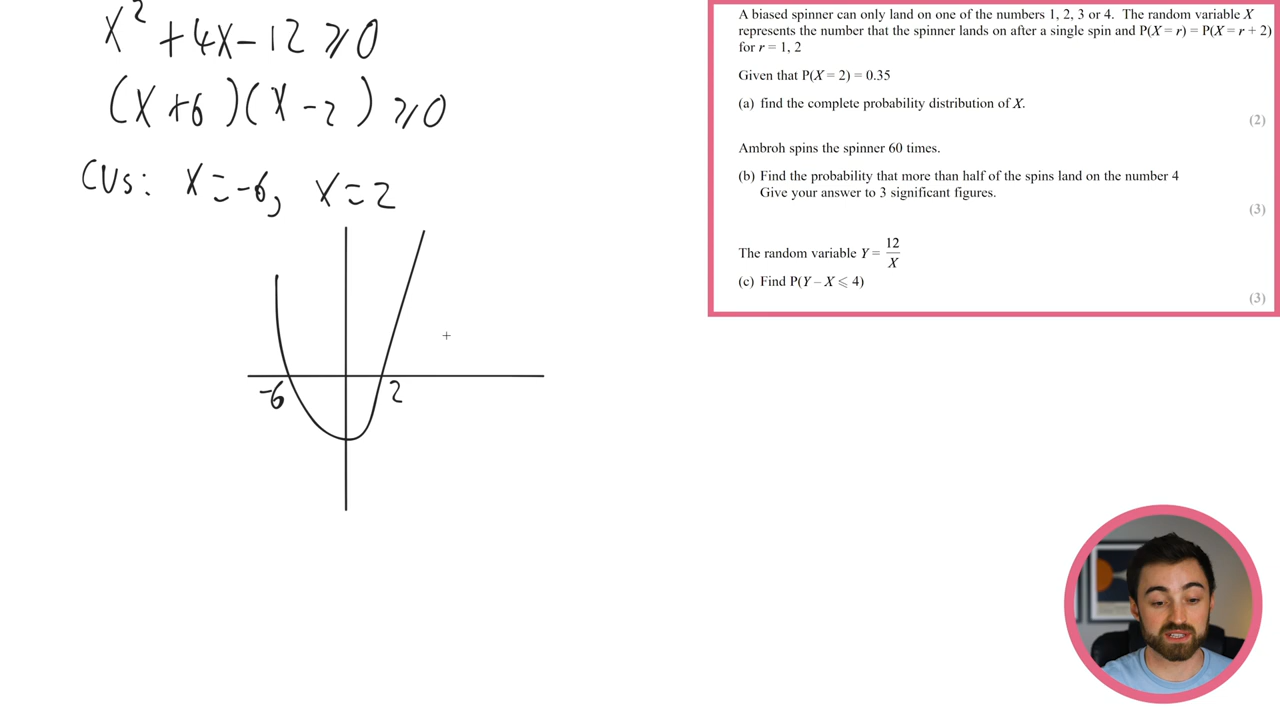 x² + 4x - 12 ⩾ 0
(x + 6)(x - 2) ⩾ 0
CVs: x = -6, x = 2
-6
2
A biased spinner can only land on one of the numbers 1, 2, 3 or 4. The random variable X
represents the number that the spinner lands on after a single spin and P(X = r) = P(X = r + 2)
for r = 1, 2
Given that P(X = 2) = 0.35
(a) find the complete probability distribution of X.
(2)
Ambroh spins the spinner 60 times.
(b) Find the probability that more than half of the spins land on the number 4
Give your answer to 3 significant figures.
(3)
The random variable Y = 12/X
(c) Find P(Y – X ⩽ 4)
(3)